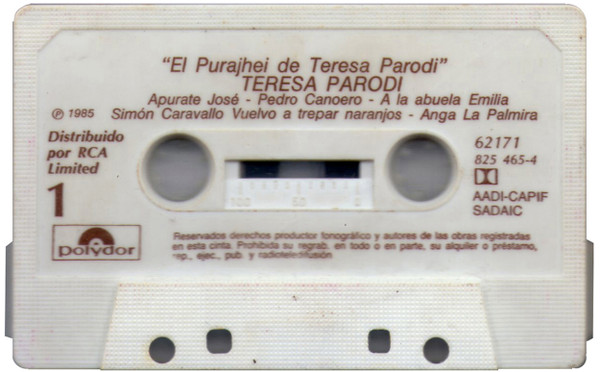 "El Purajhei de Teresa Parodi"
TERESA PARODI
Apurate José - Pedro Canoero - A la abuela Emilia
℗ 1985 Simón Caravallo Vuelvo a trepar naranjos - Anga La Palmira
Distribuido
por RCA
Limited
1
polydor
62171
825 465-4
AADI-CAPIF
SADAIC
100 50 0
Reservados derechos productor fonográfico y autores de las obras registradas
en esta cinta. Prohibida su regrab. en todo o en parte, su alquiler o préstamo,
rep., ejec., pub. y radioteledifusión